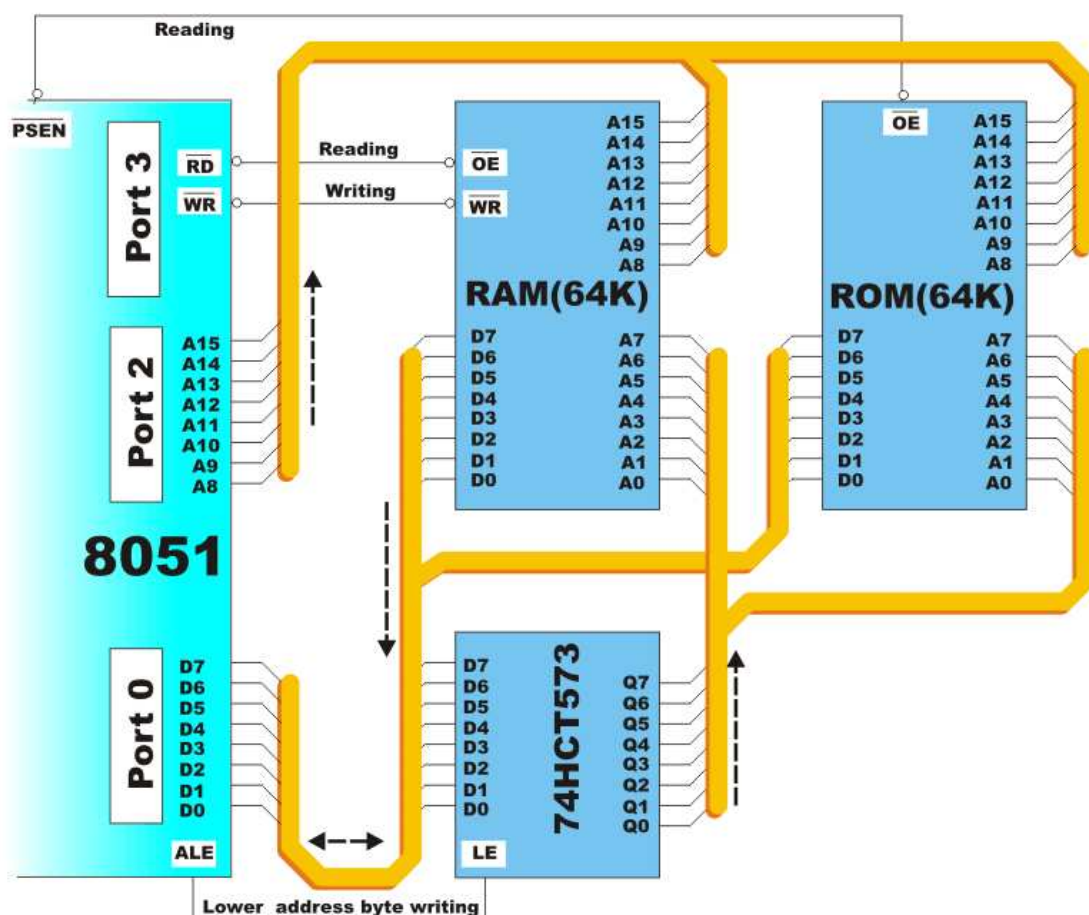 Reading
PSEN
Port 3
RD
WR
Reading
Writing
OE
WR
A15
A14
A13
A12
A11
A10
A9
A8
RAM(64K)
D7
D6
D5
D4
D3
D2
D1
D0
A7
A6
A5
A4
A3
A2
A1
A0
OE
A15
A14
A13
A12
A11
A10
A9
A8
ROM(64K)
D7
D6
D5
D4
D3
D2
D1
D0
A7
A6
A5
A4
A3
A2
A1
A0
Port 2
A15
A14
A13
A12
A11
A10
A9
A8
8051
Port 0
D7
D6
D5
D4
D3
D2
D1
D0
ALE
D7
D6
D5
D4
D3
D2
D1
D0
74HCT573
Q7
Q6
Q5
Q4
Q3
Q2
Q1
Q0
LE
Lower address byte writing